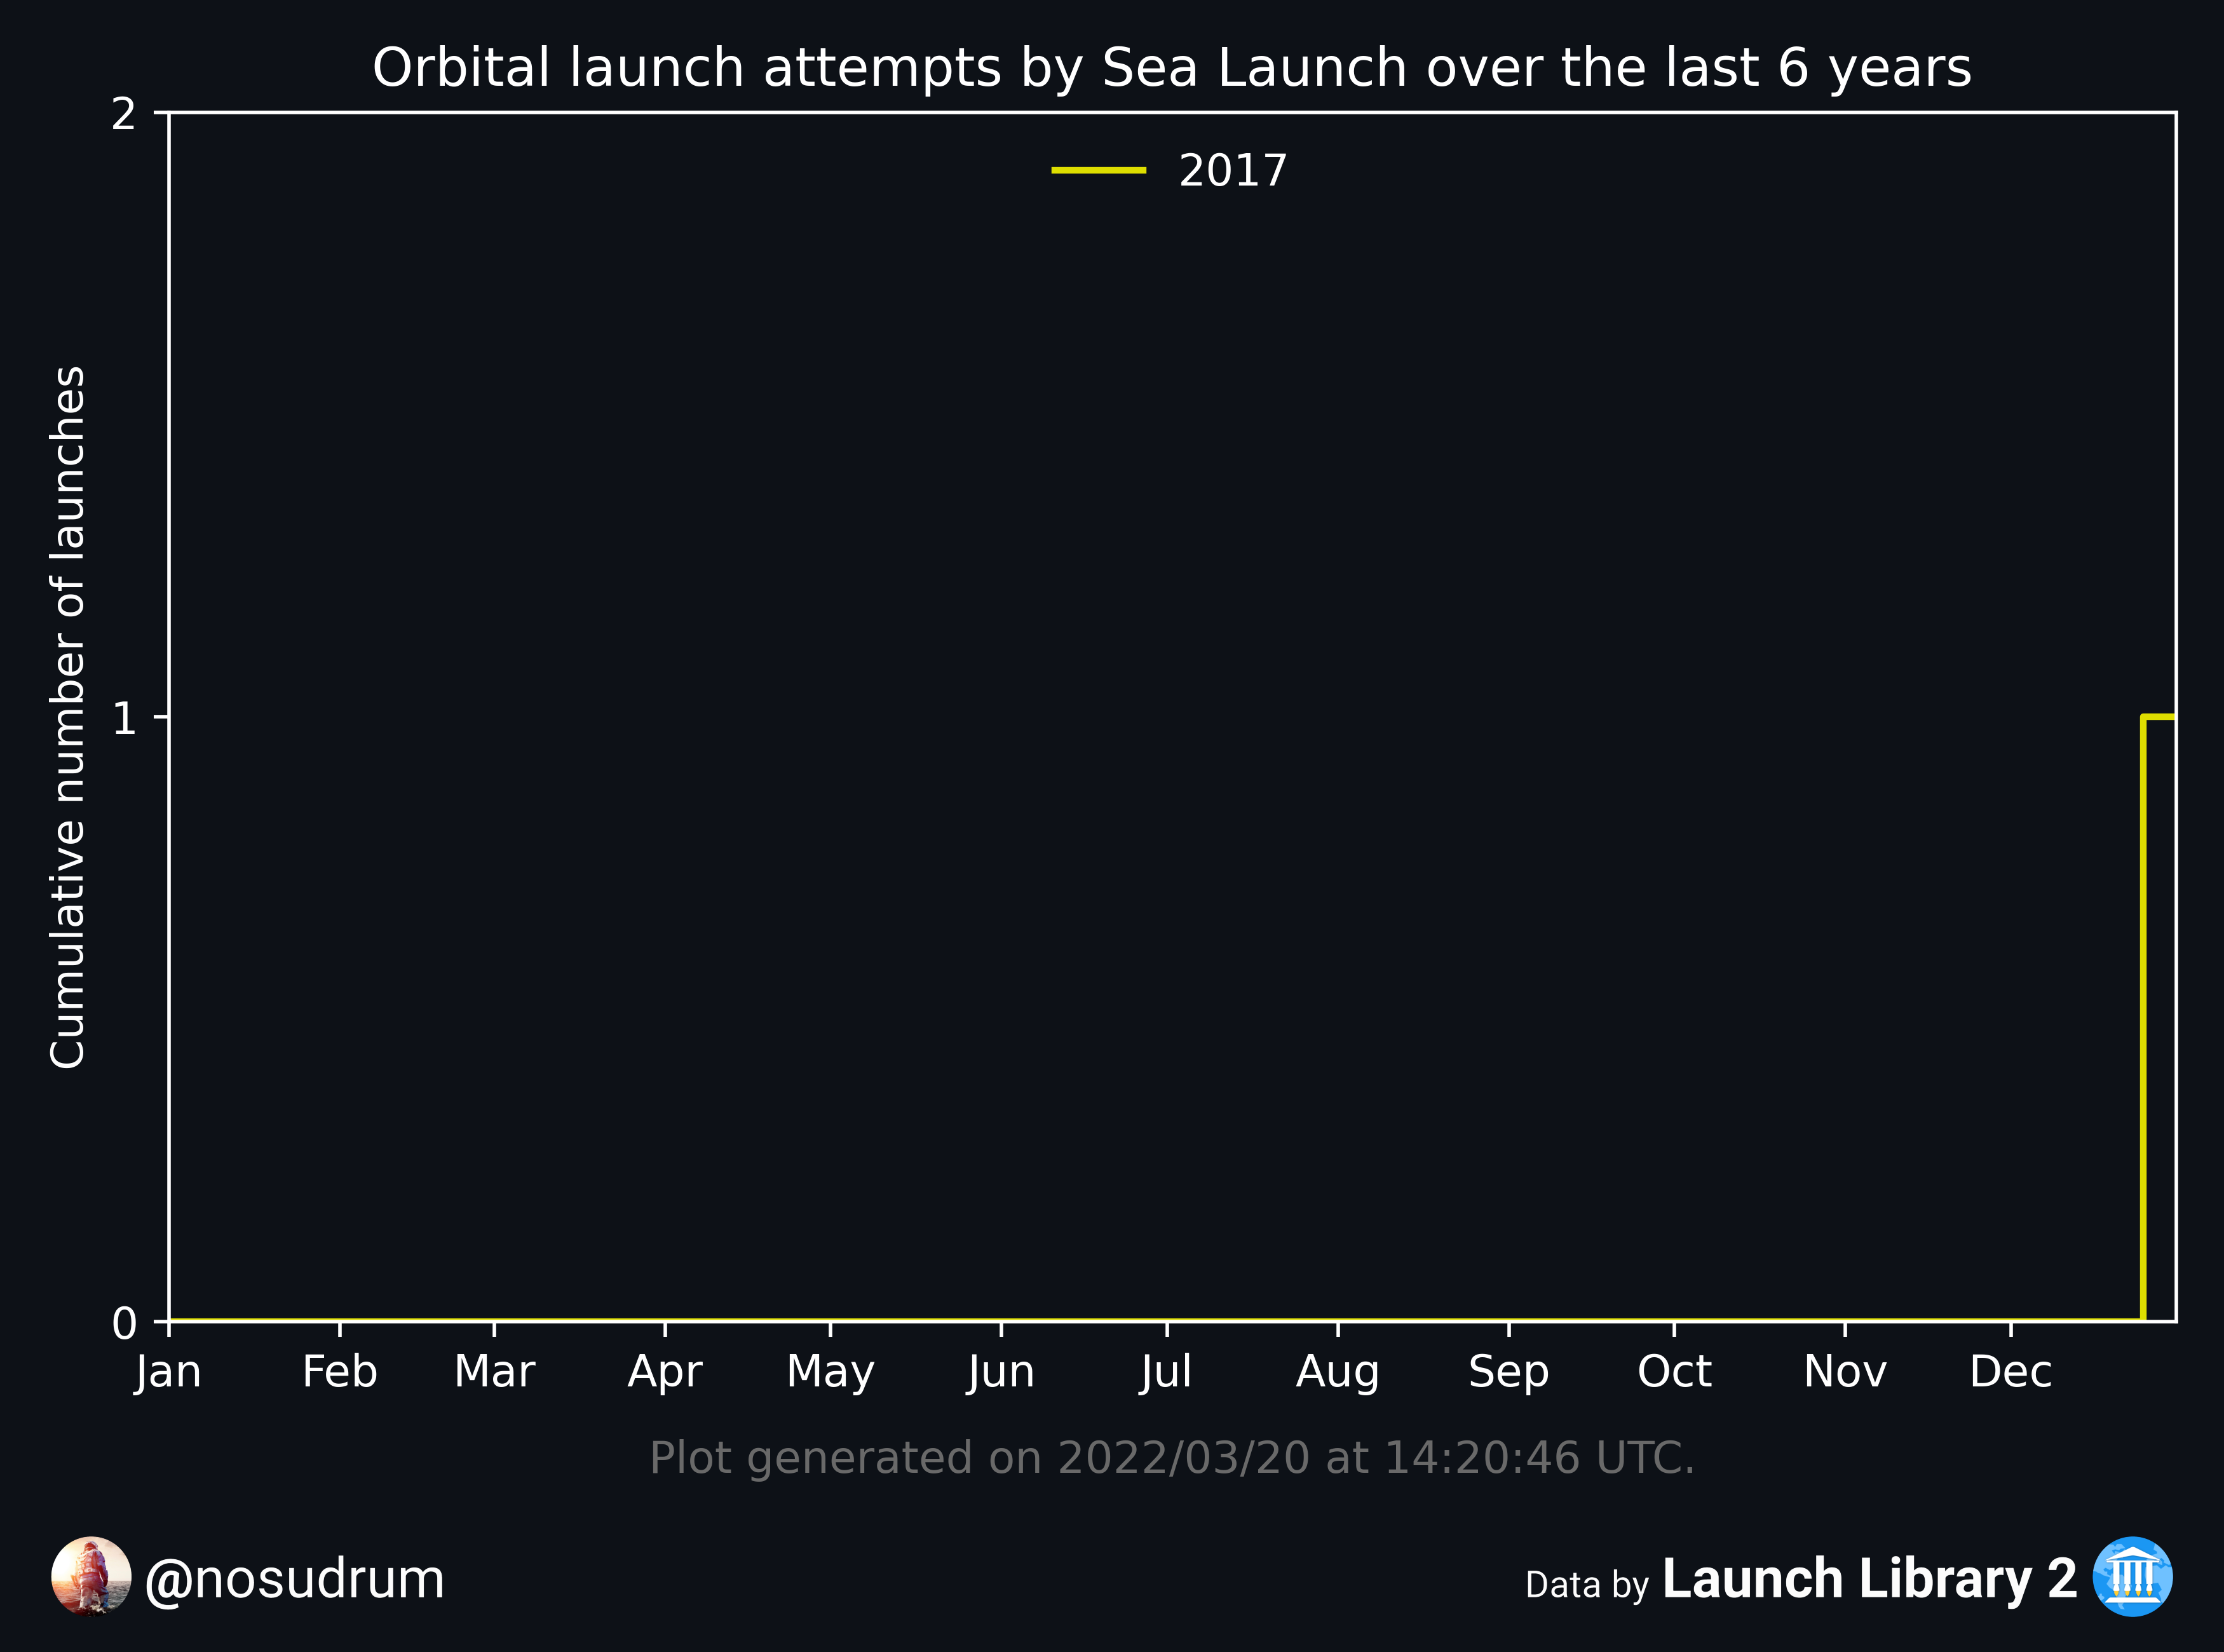 Orbital launch attempts by Sea Launch over the last 6 years
2
2017
Cumulative number of launches
1
0
Jan Feb Mar Apr May Jun Jul Aug Sep Oct Nov Dec
Plot generated on 2022/03/20 at 14:20:46 UTC.
@nosudrum
Data by Launch Library 2